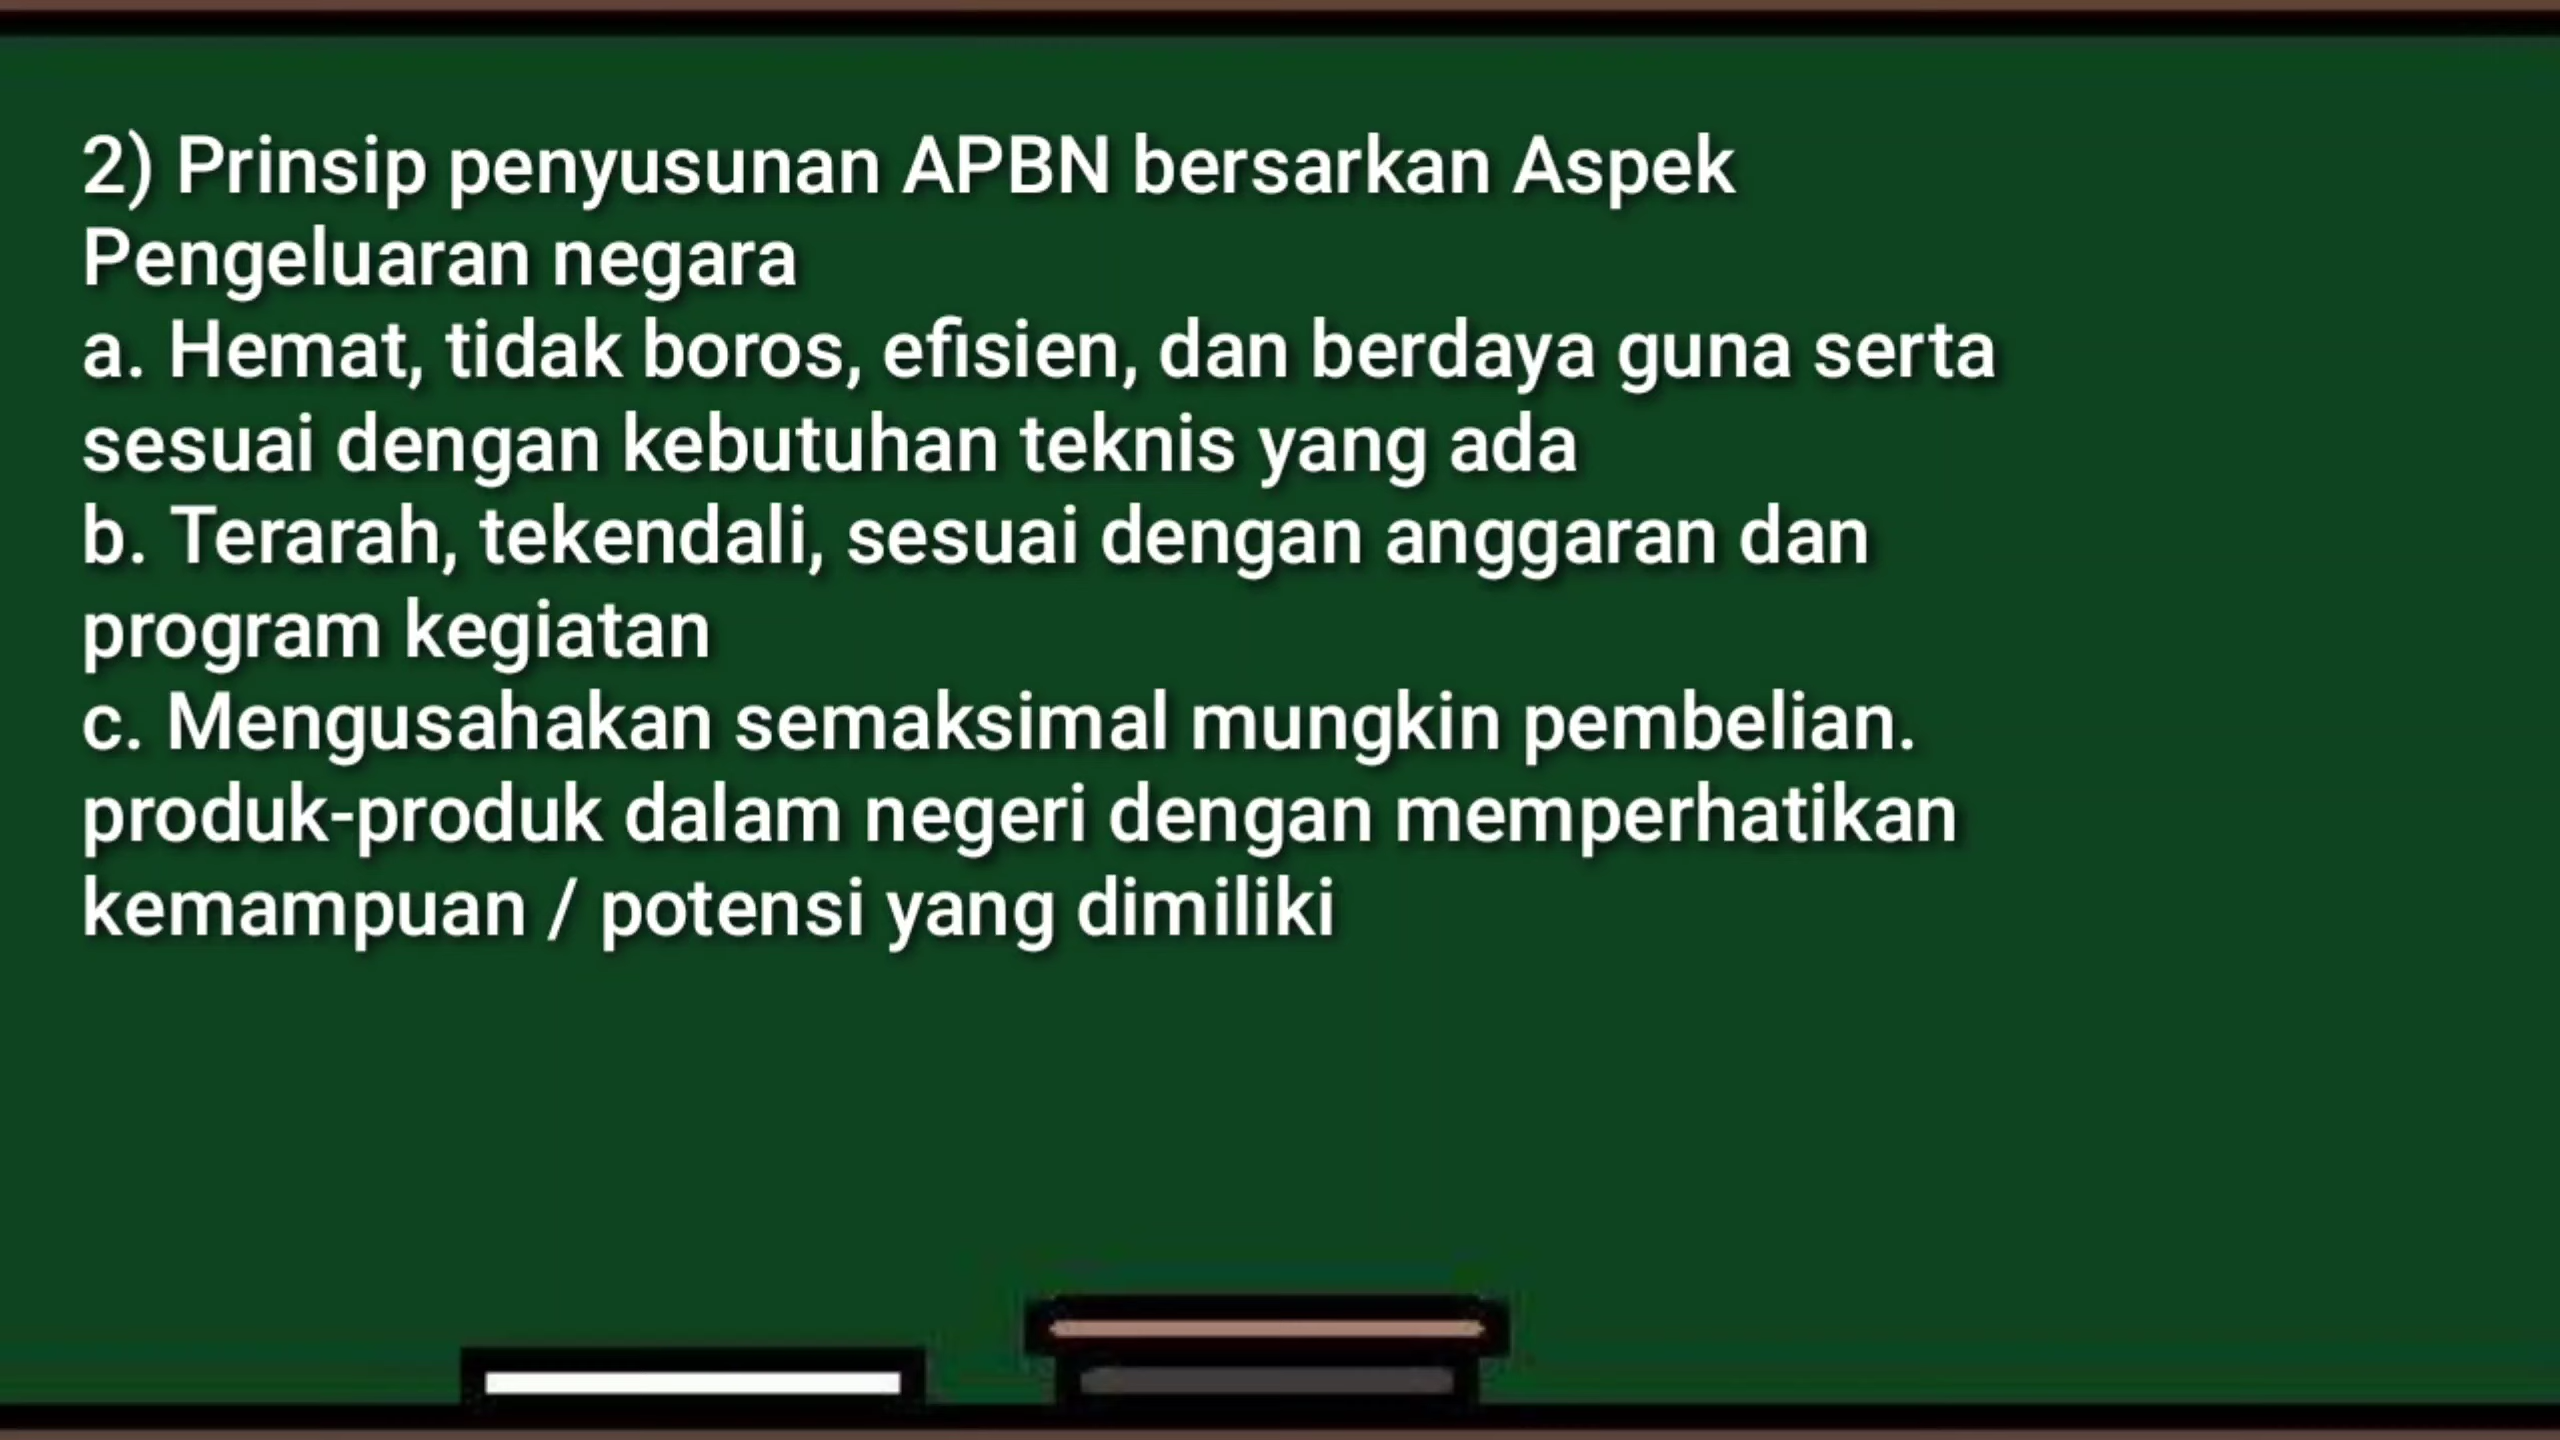 2) Prinsip penyusunan APBN bersarkan Aspek
Pengeluaran negara
a. Hemat, tidak boros, efisien, dan berdaya guna serta
sesuai dengan kebutuhan teknis yang ada
b. Terarah, tekendali, sesuai dengan anggaran dan
program kegiatan
c. Mengusahakan semaksimal mungkin pembelian.
produk-produk dalam negeri dengan memperhatikan
kemampuan / potensi yang dimiliki